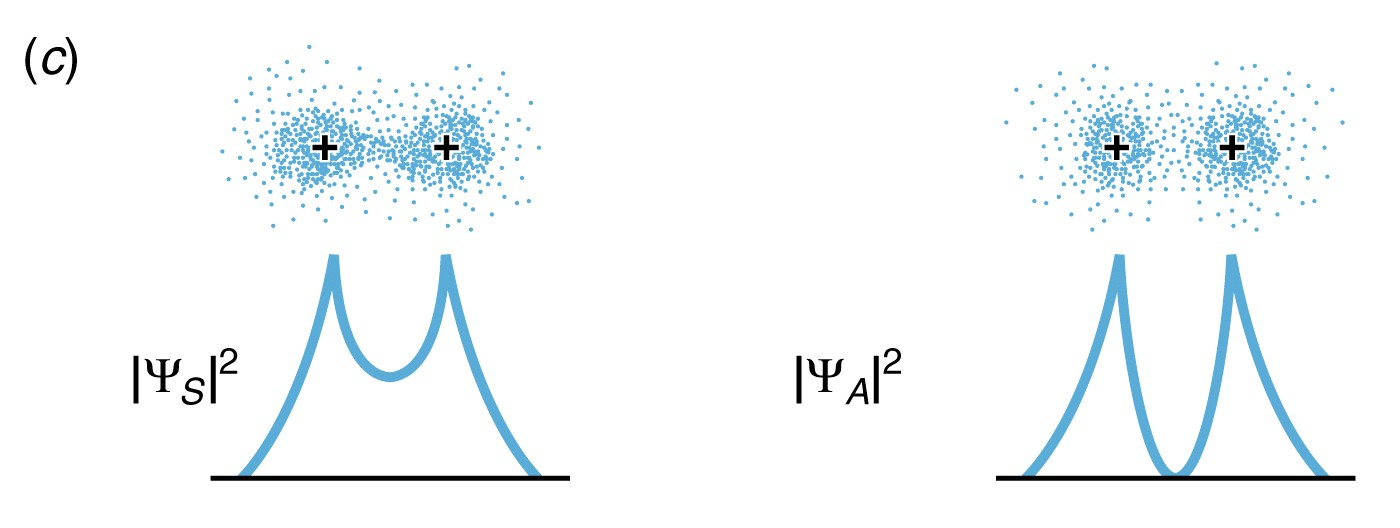 (c)
+ + + +
|Ψ_S|² |Ψ_A|²